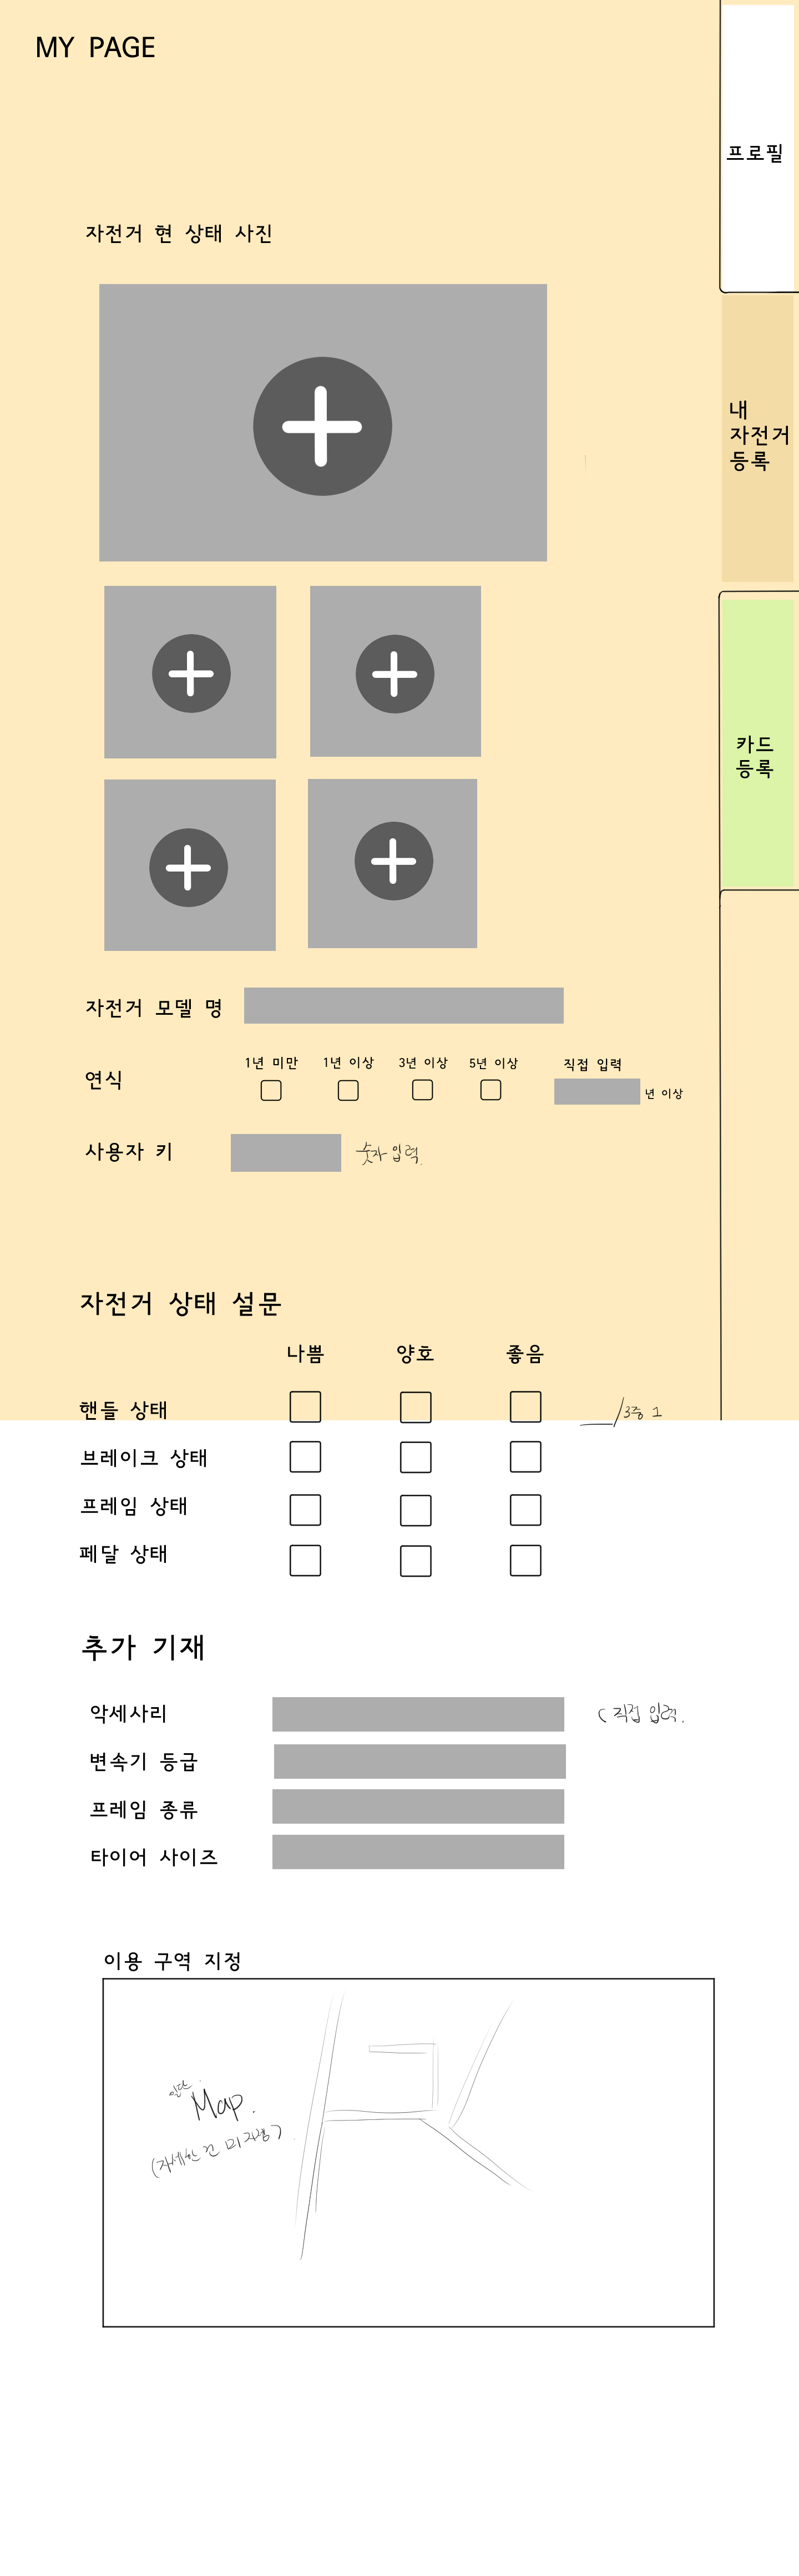 MY PAGE
프로필
자전거 현 상태 사진
내
자전거
등록
카드
등록
자전거 모델 명
연식
1년 미만 1년 이상 3년 이상 5년 이상 직접 입력
년 이상
사용자 키
숫자 입력.
자전거 상태 설문
나쁨 양호 좋음
핸들 상태
3중 1
브레이크 상태
프레임 상태
페달 상태
추가 기재
악세사리
( 직접 입력.
변속기 등급
프레임 종류
타이어 사이즈
이용 구역 지정
일단
Map.
(자세한 건 미지정)